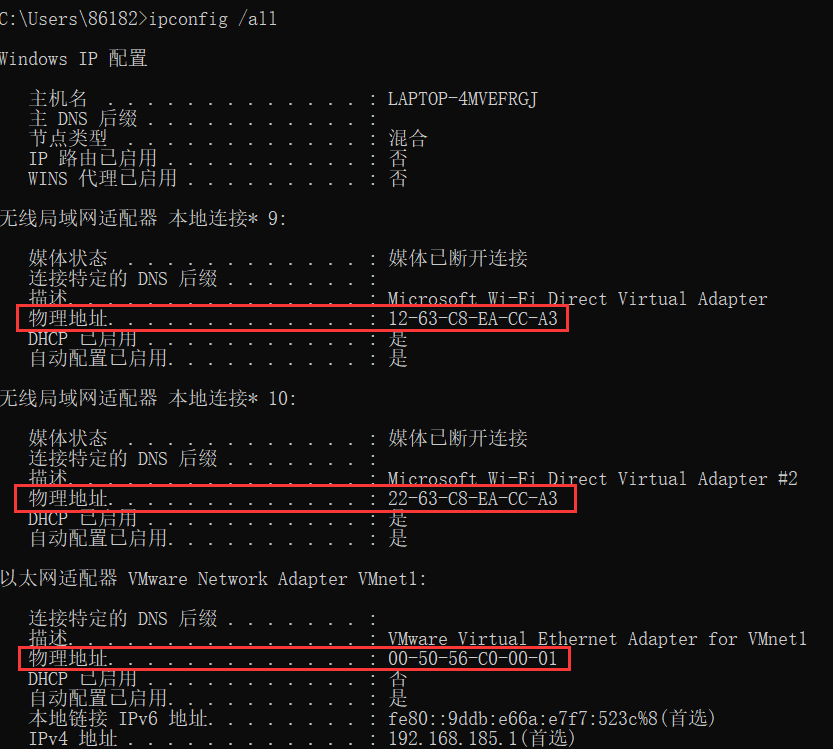 C:\Users\86182>ipconfig /all
Windows IP 配置
主机名 . . . . . . . . . . . . . : LAPTOP-4MVEFRGJ
主 DNS 后缀 . . . . . . . . . . . :
节点类型 . . . . . . . . . . . . : 混合
IP 路由已启用 . . . . . . . . . . : 否
WINS 代理已启用 . . . . . . . . . : 否
无线局域网适配器 本地连接* 9:
媒体状态 . . . . . . . . . . . . : 媒体已断开连接
连接特定的 DNS 后缀 . . . . . . . :
描述. . . . . . . . . . . . . . . : Microsoft Wi-Fi Direct Virtual Adapter
物理地址. . . . . . . . . . . . . : 12-63-C8-EA-CC-A3
DHCP 已启用 . . . . . . . . . . . : 是
自动配置已启用. . . . . . . . . . : 是
无线局域网适配器 本地连接* 10:
媒体状态 . . . . . . . . . . . . : 媒体已断开连接
连接特定的 DNS 后缀 . . . . . . . :
描述. . . . . . . . . . . . . . . : Microsoft Wi-Fi Direct Virtual Adapter #2
物理地址. . . . . . . . . . . . . : 22-63-C8-EA-CC-A3
DHCP 已启用 . . . . . . . . . . . : 是
自动配置已启用. . . . . . . . . . : 是
以太网适配器 VMware Network Adapter VMnet1:
连接特定的 DNS 后缀 . . . . . . . :
描述. . . . . . . . . . . . . . . : VMware Virtual Ethernet Adapter for VMnet1
物理地址. . . . . . . . . . . . . : 00-50-56-C0-00-01
DHCP 已启用 . . . . . . . . . . . : 否
自动配置已启用. . . . . . . . . . : 是
本地链接 IPv6 地址. . . . . . . . : fe80::9ddb:e66a:e7f7:523c%8(首选)
IPv4 地址 . . . . . . . . . . . . : 192.168.185.1(首选)